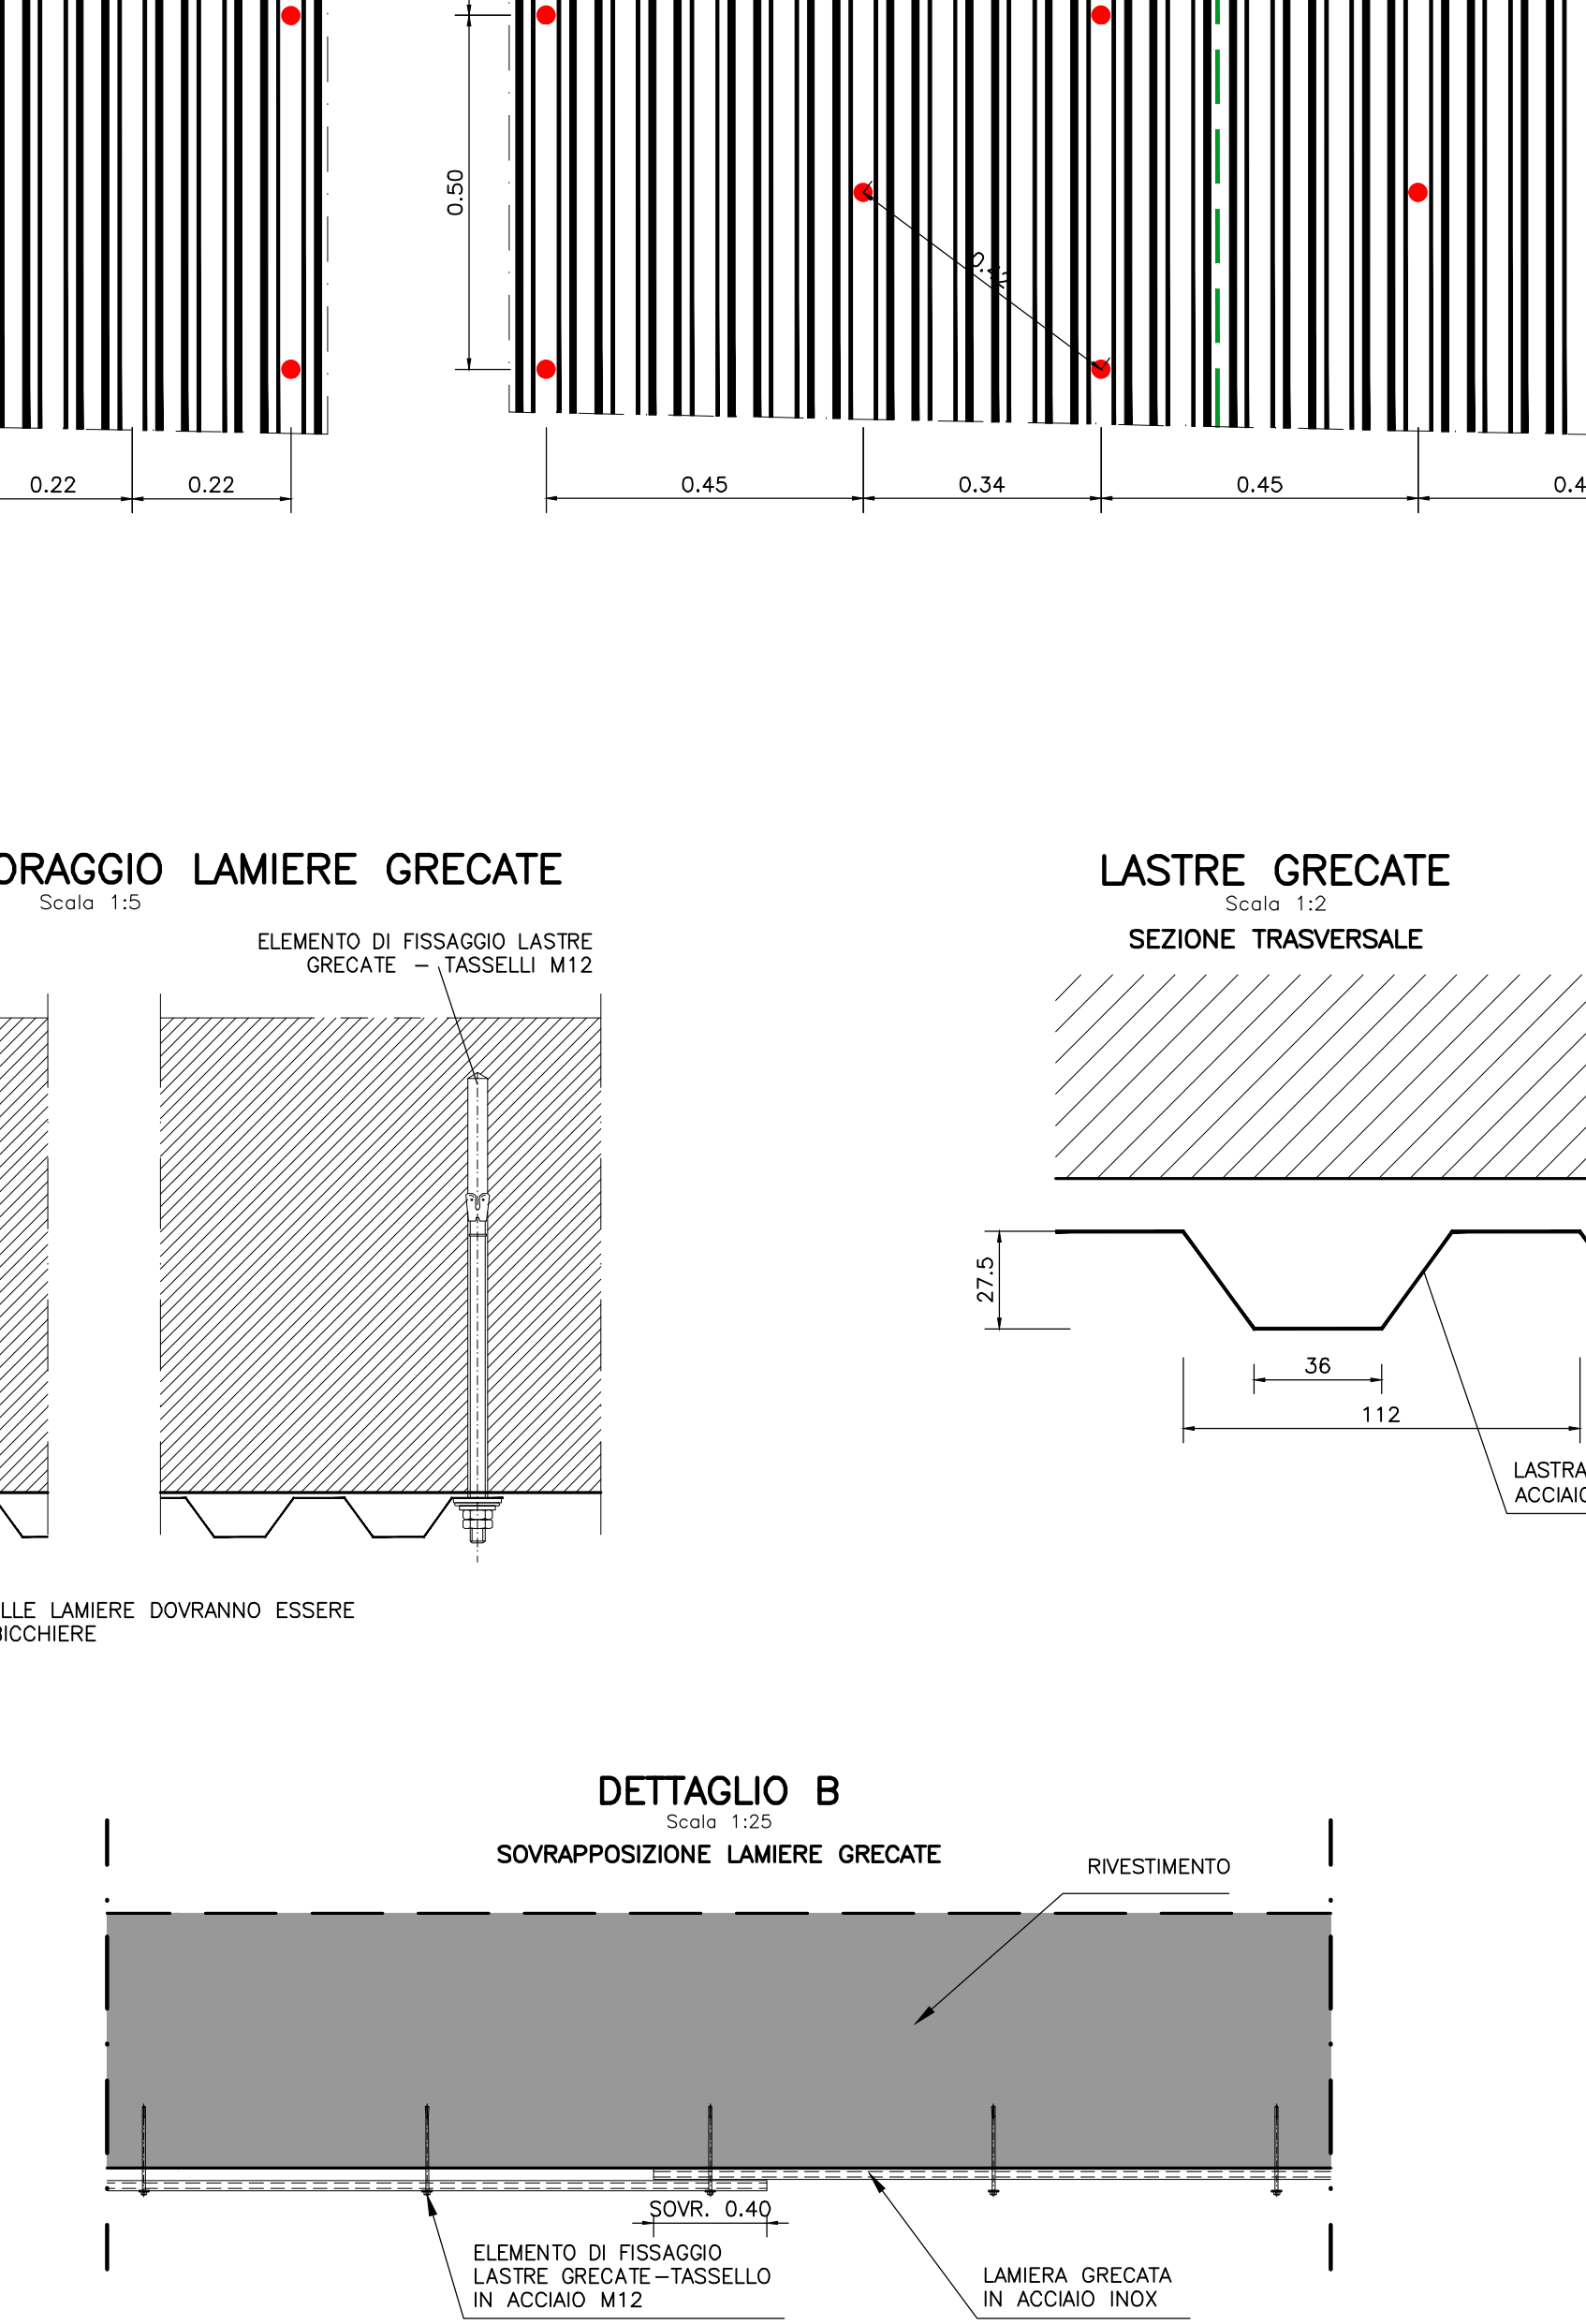 0.50
0.42
0.22
0.22
0.45
0.34
0.45
ORAGGIO LAMIERE GRECATE
Scala 1:5
ELEMENTO DI FISSAGGIO LASTRE
GRECATE - TASSELLI M12
LLE LAMIERE DOVRANNO ESSERE
BICCHIERE
LASTRE GRECATE
Scala 1:2
SEZIONE TRASVERSALE
27.5
36
112
LASTRA
ACCIAIO
DETTAGLIO B
Scala 1:25
SOVRAPPOSIZIONE LAMIERE GRECATE
RIVESTIMENTO
SOVR. 0.40
ELEMENTO DI FISSAGGIO
LASTRE GRECATE-TASSELLO
IN ACCIAIO M12
LAMIERA GRECATA
IN ACCIAIO INOX